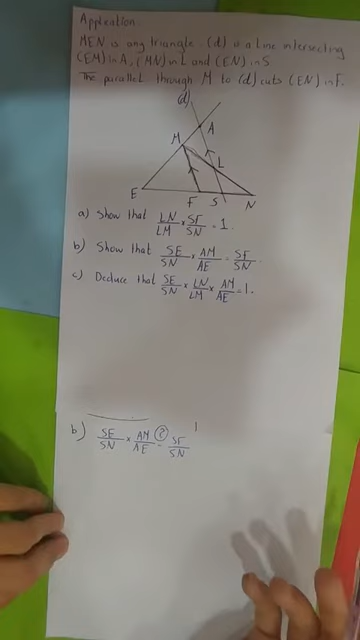 Application.
MEN is any triangle. (d) is a line intersecting
(EM) in A, (MN) in L and (EN) in S
The parallel through M to (d) cuts (EN) in F.
(d)
A
M
L
E F S N
a) Show that LN/LM × SF/SN = 1.
b) Show that SE/SN × AM/AE = SF/SN.
c) Deduce that SE/SN × LN/LM × AM/AE = 1.
b) SE/SN × AM/AE (?) = SF/SN